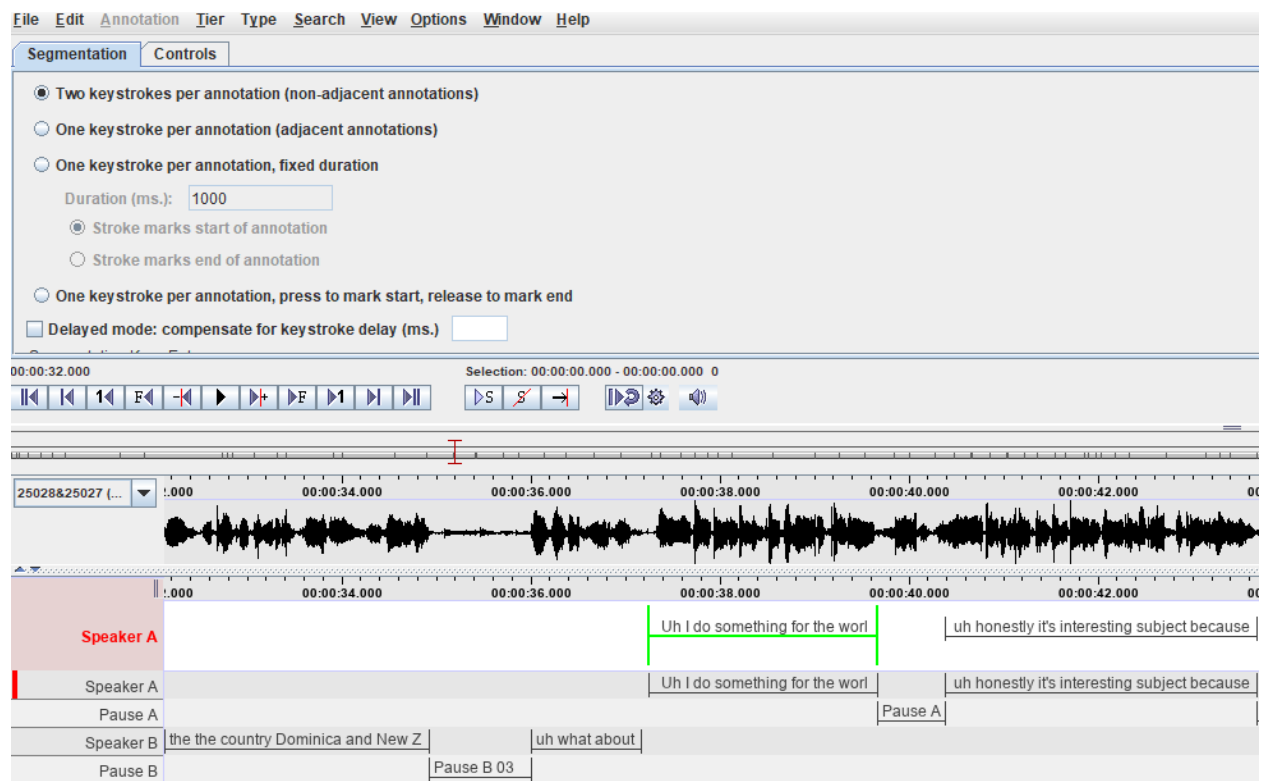 File Edit Annotation Tier Type Search View Options Window Help
Segmentation Controls
Two keystrokes per annotation (non-adjacent annotations)
One keystroke per annotation (adjacent annotations)
One keystroke per annotation, fixed duration
Duration (ms.): 1000
Stroke marks start of annotation
Stroke marks end of annotation
One keystroke per annotation, press to mark start, release to mark end
Delayed mode: compensate for keystroke delay (ms.)
00:00:32.000 Selection: 00:00:00.000 - 00:00:00.000 0
1 F + F 1 S S
25028&25027 (... .000 00:00:34.000 00:00:36.000 00:00:38.000 00:00:40.000 00:00:42.000 00
.000 00:00:34.000 00:00:36.000 00:00:38.000 00:00:40.000 00:00:42.000 00
Speaker A Uh I do something for the worl uh honestly it's interesting subject because
Speaker A Uh I do something for the worl uh honestly it's interesting subject because
Pause A Pause A
Speaker B the the country Dominica and New Z uh what about
Pause B Pause B 03